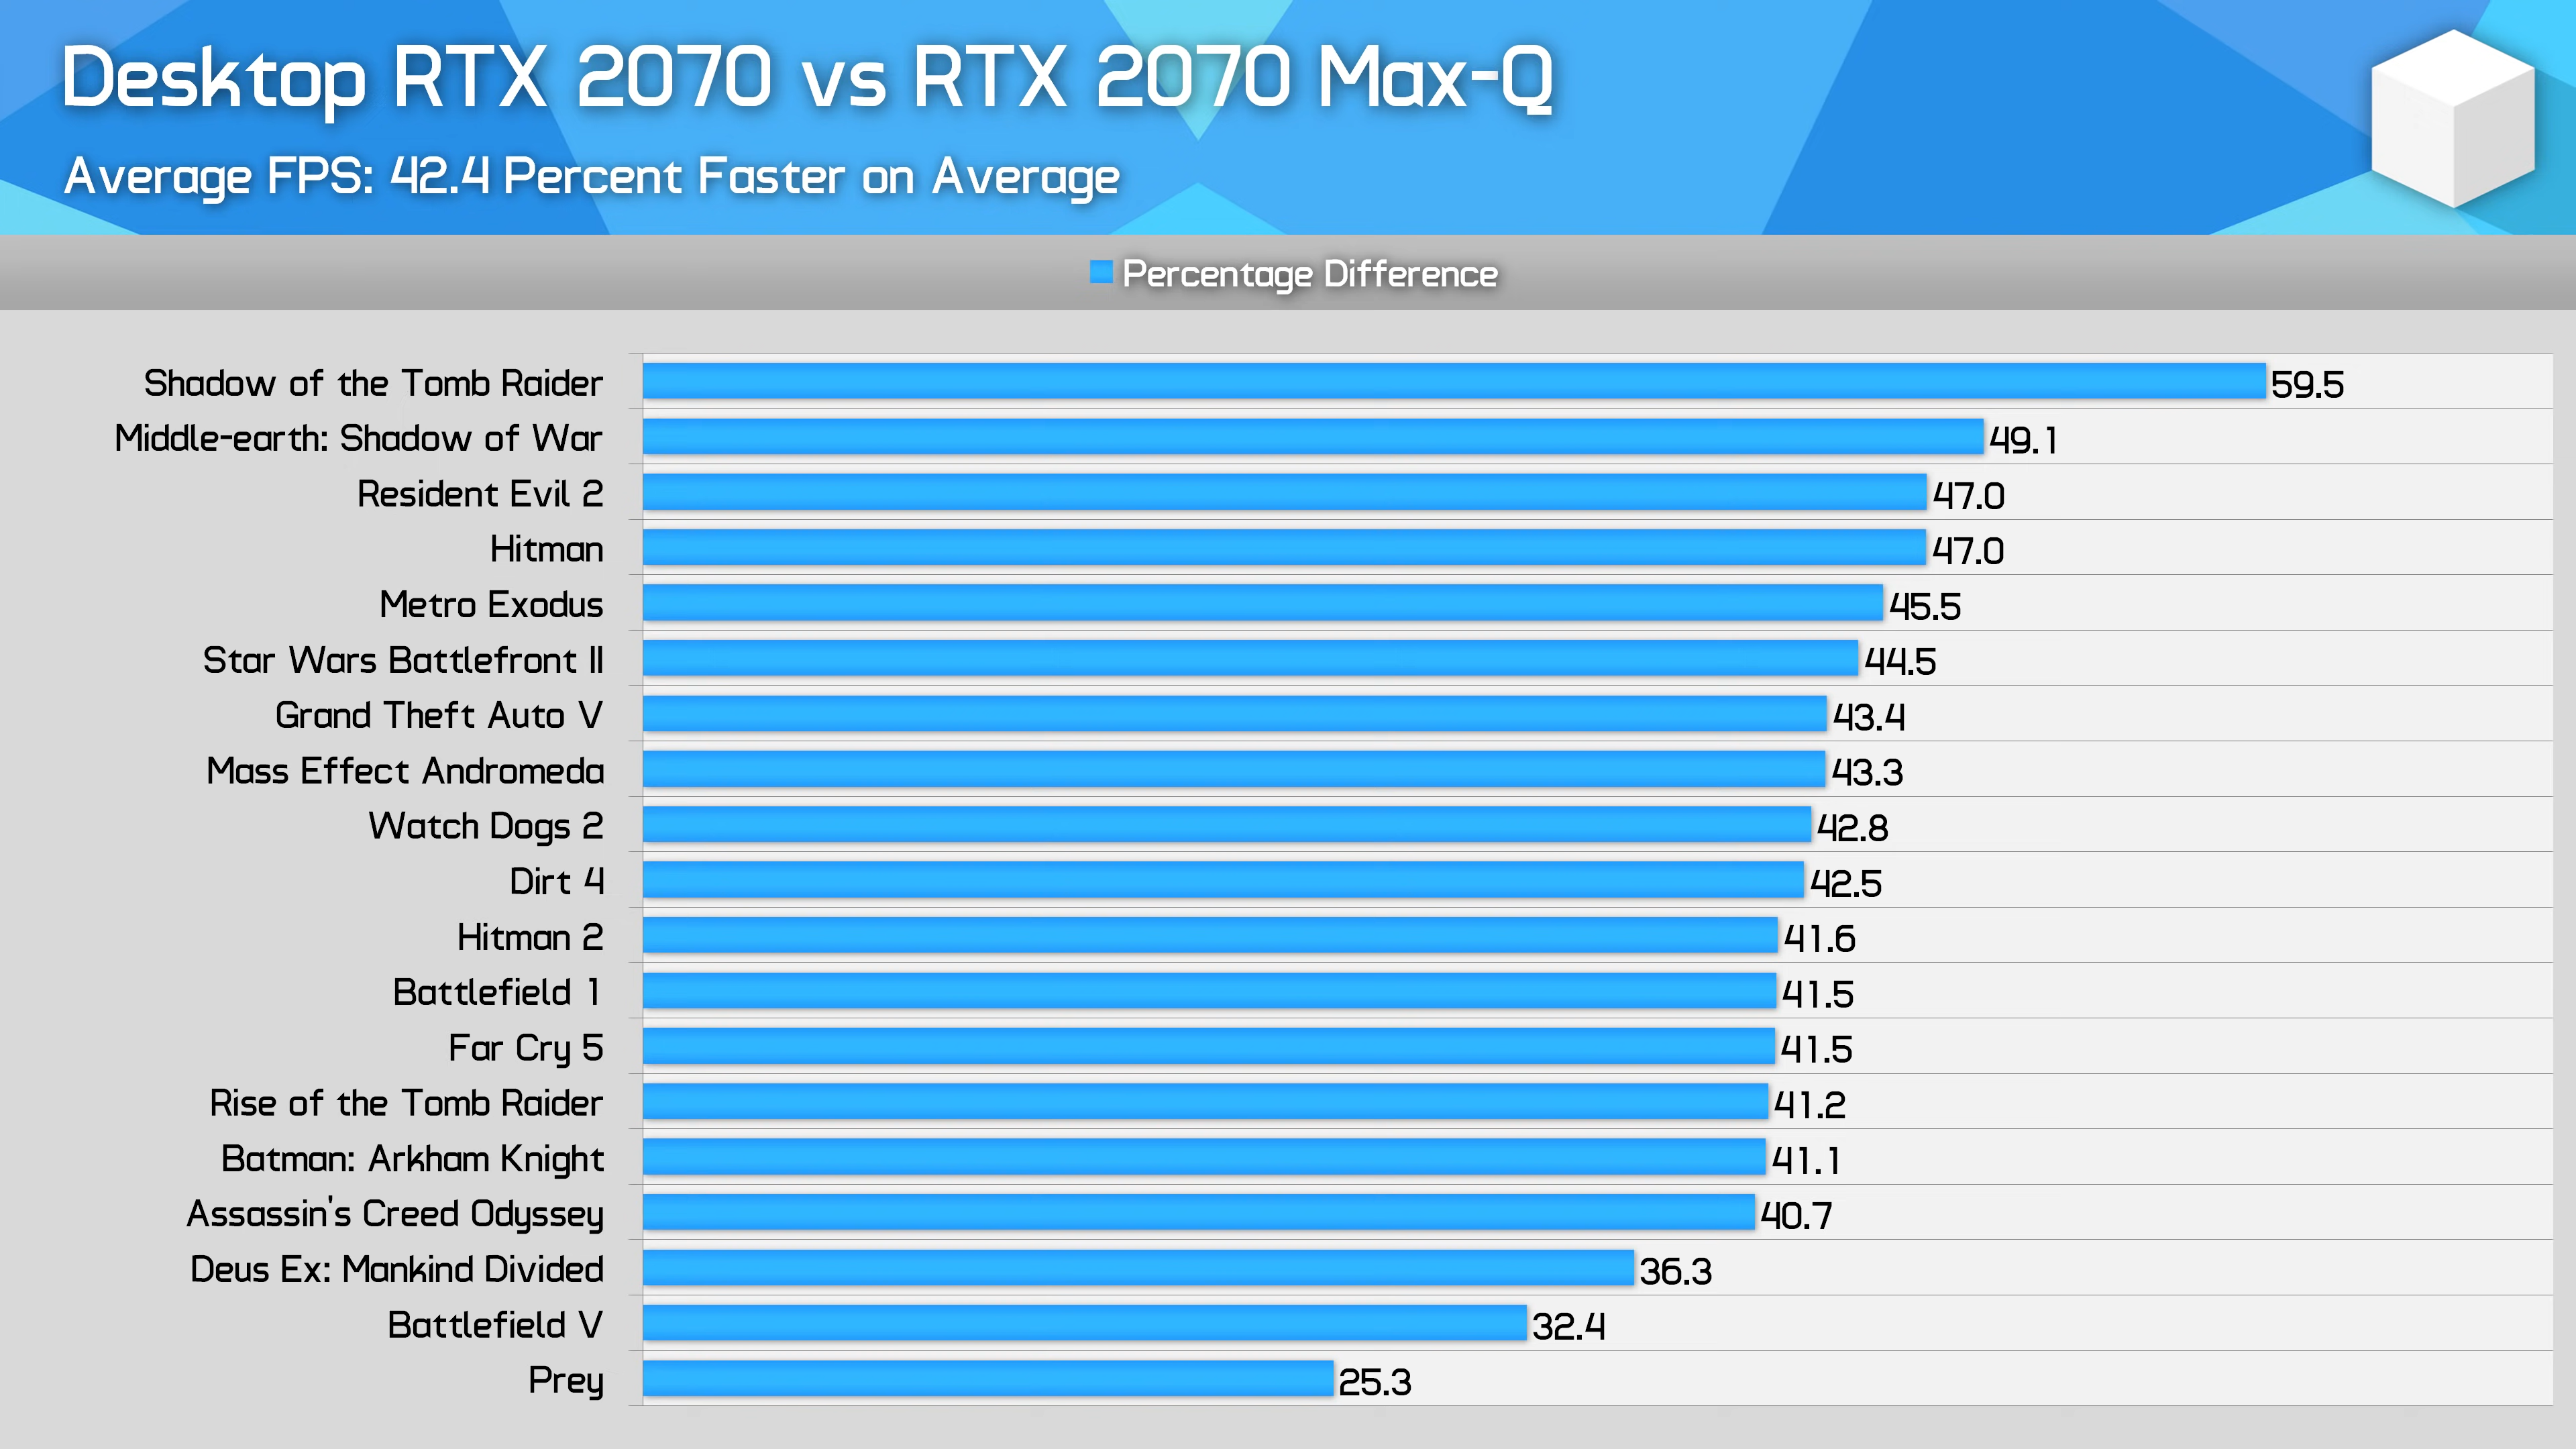 Desktop RTX 2070 vs RTX 2070 Max-Q
Average FPS: 42.4 Percent Faster on Average
Percentage Difference
Shadow of the Tomb Raider 59.5
Middle-earth: Shadow of War 49.1
Resident Evil 2 47.0
Hitman 47.0
Metro Exodus 45.5
Star Wars Battlefront II 44.5
Grand Theft Auto V 43.4
Mass Effect Andromeda 43.3
Watch Dogs 2 42.8
Dirt 4 42.5
Hitman 2 41.6
Battlefield 1 41.5
Far Cry 5 41.5
Rise of the Tomb Raider 41.2
Batman: Arkham Knight 41.1
Assassin's Creed Odyssey 40.7
Deus Ex: Mankind Divided 36.3
Battlefield V 32.4
Prey 25.3